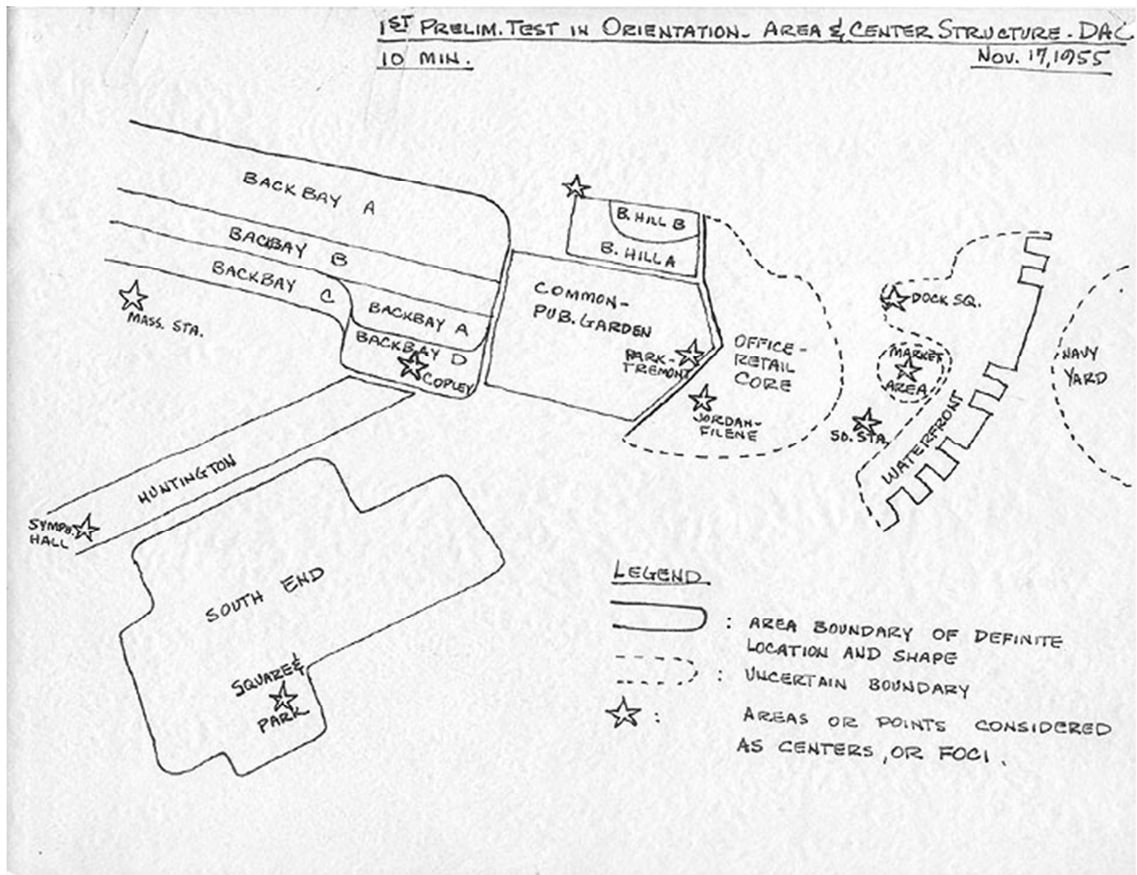 1ST PRELIM. TEST IN ORIENTATION - AREA & CENTER STRUCTURE - DAC
10 MIN.
NOV. 17, 1955
BACKBAY A
BACKBAY B
BACKBAY C
BACKBAY A
BACKBAY D
COPLEY
MASS. STA.
B. HILL B
B. HILL A
COMMON-
PUB. GARDEN
PARK-
TREMONT
JORDAN-
FILENE
OFFICE-
RETAIL
CORE
DOCK SQ.
MARKET
AREA
SO. STA.
WATERFRONT
NAVY
YARD
HUNTINGTON
SYMPH.
HALL
SOUTH END
SQUARE &
PARK
LEGEND
: AREA BOUNDARY OF DEFINITE
LOCATION AND SHAPE
: UNCERTAIN BOUNDARY
: AREAS OR POINTS CONSIDERED
AS CENTERS, OR FOCI.